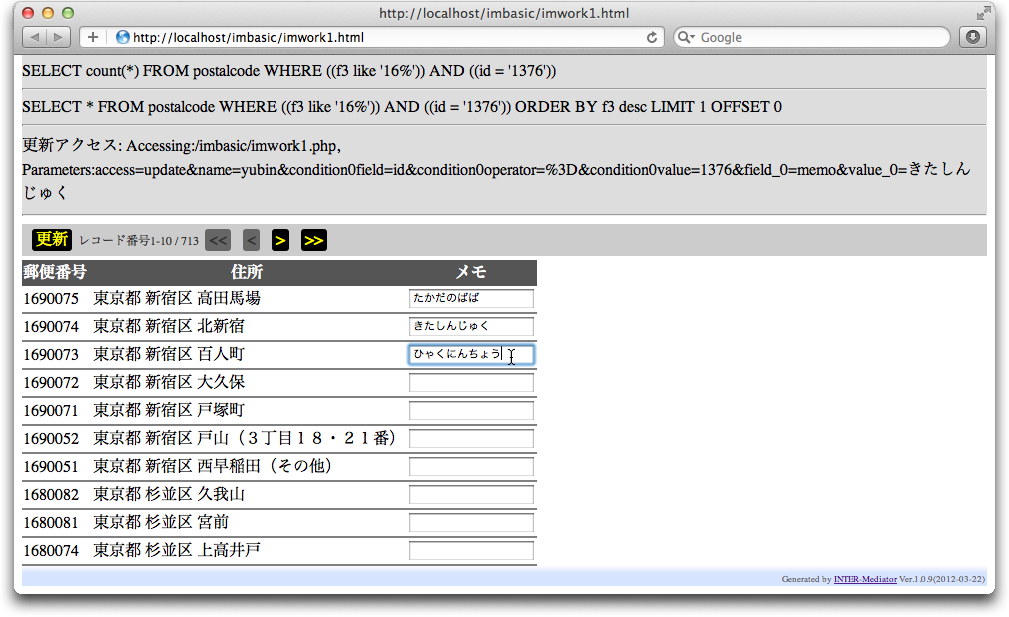 http://localhost/imbasic/imwork1.html
http://localhost/imbasic/imwork1.html
Google
SELECT count(*) FROM postalcode WHERE ((f3 like '16%')) AND ((id = '1376'))
SELECT * FROM postalcode WHERE ((f3 like '16%')) AND ((id = '1376')) ORDER BY f3 desc LIMIT 1 OFFSET 0
更新アクセス: Accessing:/imbasic/imwork1.php,
Parameters:access=update&name=yubin&condition0field=id&condition0operator=%3D&condition0value=1376&field_0=memo&value_0=きたしん
じゅく
更新 レコード番号1-10 / 713 << < > >>
郵便番号 住所 メモ
1690075 東京都 新宿区 高田馬場 たかだのばば
1690074 東京都 新宿区 北新宿 きたしんじゅく
1690073 東京都 新宿区 百人町 ひゃくにんちょう
1690072 東京都 新宿区 大久保
1690071 東京都 新宿区 戸塚町
1690052 東京都 新宿区 戸山（３丁目１８・２１番）
1690051 東京都 新宿区 西早稲田（その他）
1680082 東京都 杉並区 久我山
1680081 東京都 杉並区 宮前
1680074 東京都 杉並区 上高井戸
Generated by INTER-Mediator Ver.1.0.9(2012-03-22)